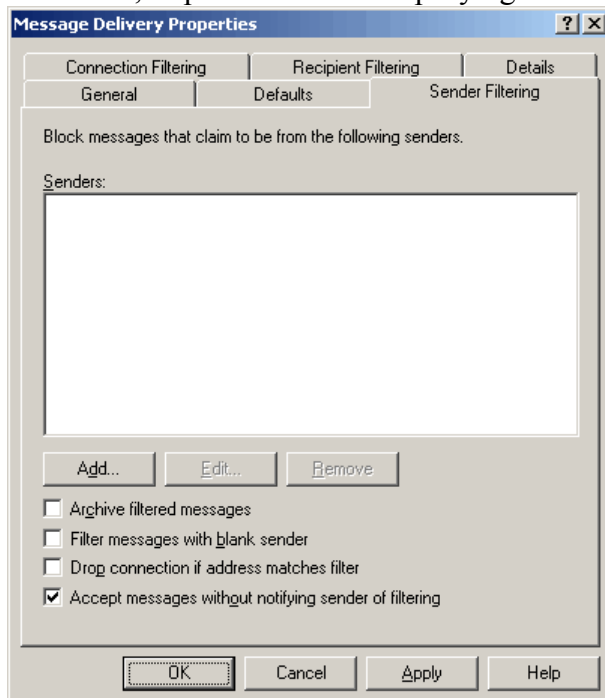 Message Delivery Properties
? X
Connection Filtering Recipient Filtering Details
General Defaults Sender Filtering
Block messages that claim to be from the following senders.
Senders:
Add... Edit... Remove
Archive filtered messages
Filter messages with blank sender
Drop connection if address matches filter
Accept messages without notifying sender of filtering
OK Cancel Apply Help